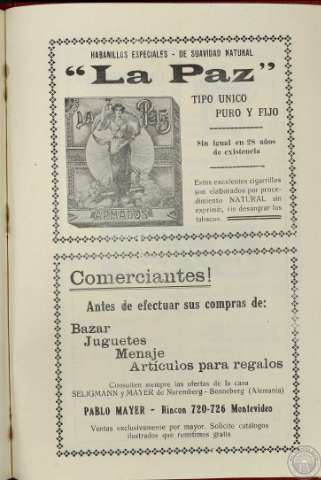 HABANILLOS ESPECIALES - DE SUAVIDAD NATURAL
"La Paz"
LA PAZ
ARMADOS
TIPO UNICO
PURO Y FIJO
Sin igual en 28 años
de existencia
Estos excelentes cigarrillos
son elaborados por proce-
dimiento NATURAL sin
exprimir, sin desangrar los
tabacos.
Comerciantes!
Antes de efectuar sus compras de:
Bazar
Juguetes
Menaje
Artículos para regalos
Consulten siempre las ofertas de la casa
SELIGMANN y MAYER de Nuremberg - Sonneberg (Alemania)
PABLO MAYER - Rincon 720-726 Montevideo
Ventas exclusivamente por mayor. Solicite catálogos
ilustrados que remitimos gratis